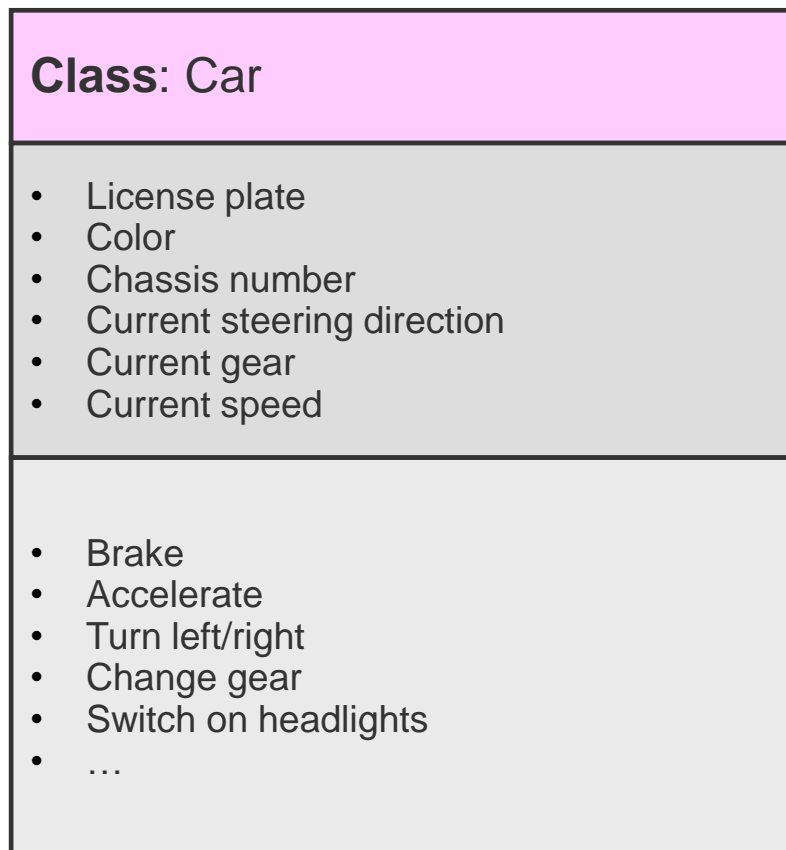 Class: Car
• License plate
• Color
• Chassis number
• Current steering direction
• Current gear
• Current speed
• Brake
• Accelerate
• Turn left/right
• Change gear
• Switch on headlights
• …